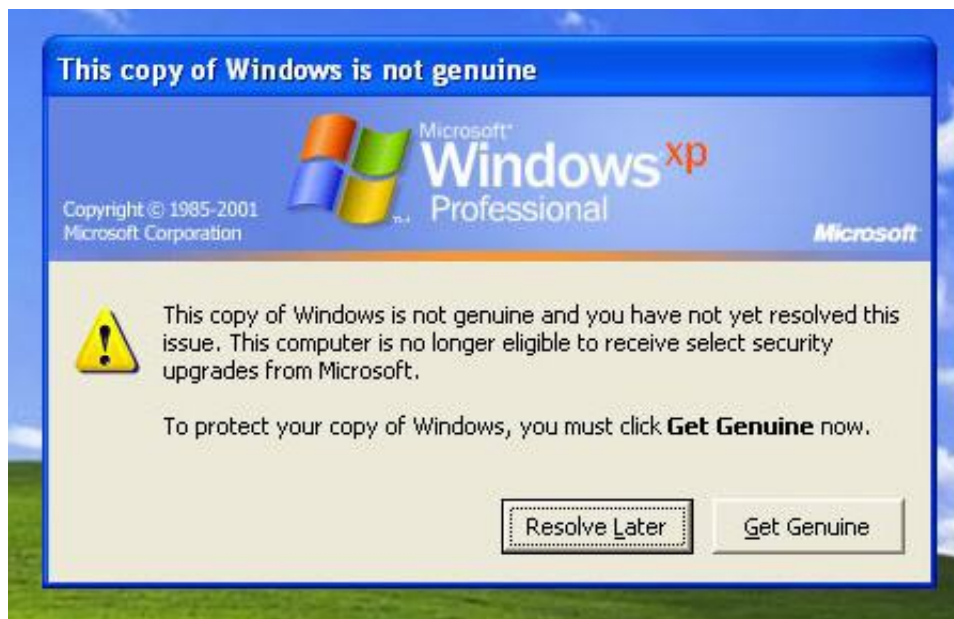 This copy of Windows is not genuine
Microsoft
Windows xp
Professional
Copyright © 1985-2001
Microsoft Corporation
Microsoft
This copy of Windows is not genuine and you have not yet resolved this
issue. This computer is no longer eligible to receive select security
upgrades from Microsoft.
To protect your copy of Windows, you must click Get Genuine now.
Resolve Later
Get Genuine